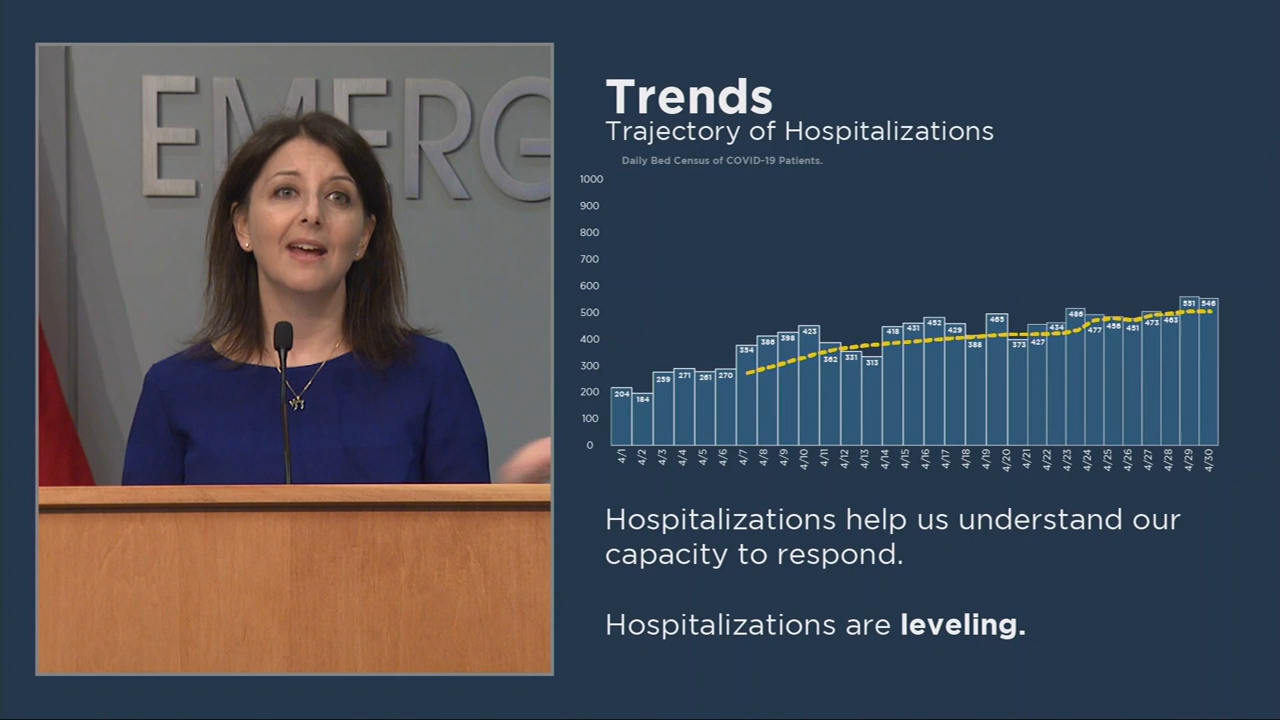 EMERG
Trends
Trajectory of Hospitalizations
Daily Bed Census of COVID-19 Patients.
1000
900
800
700
600
500
400
300
200
100
0
204 184 259 271 261 270 354 386 398 423 362 331 313 418 431 452 429 388 465 373 427 434 486 477 456 451 473 463 551 546
4/1 4/2 4/3 4/4 4/5 4/6 4/7 4/8 4/9 4/10 4/11 4/12 4/13 4/14 4/15 4/16 4/17 4/18 4/19 4/20 4/21 4/22 4/23 4/24 4/25 4/26 4/27 4/28 4/29 4/30
Hospitalizations help us understand our
capacity to respond.
Hospitalizations are leveling.